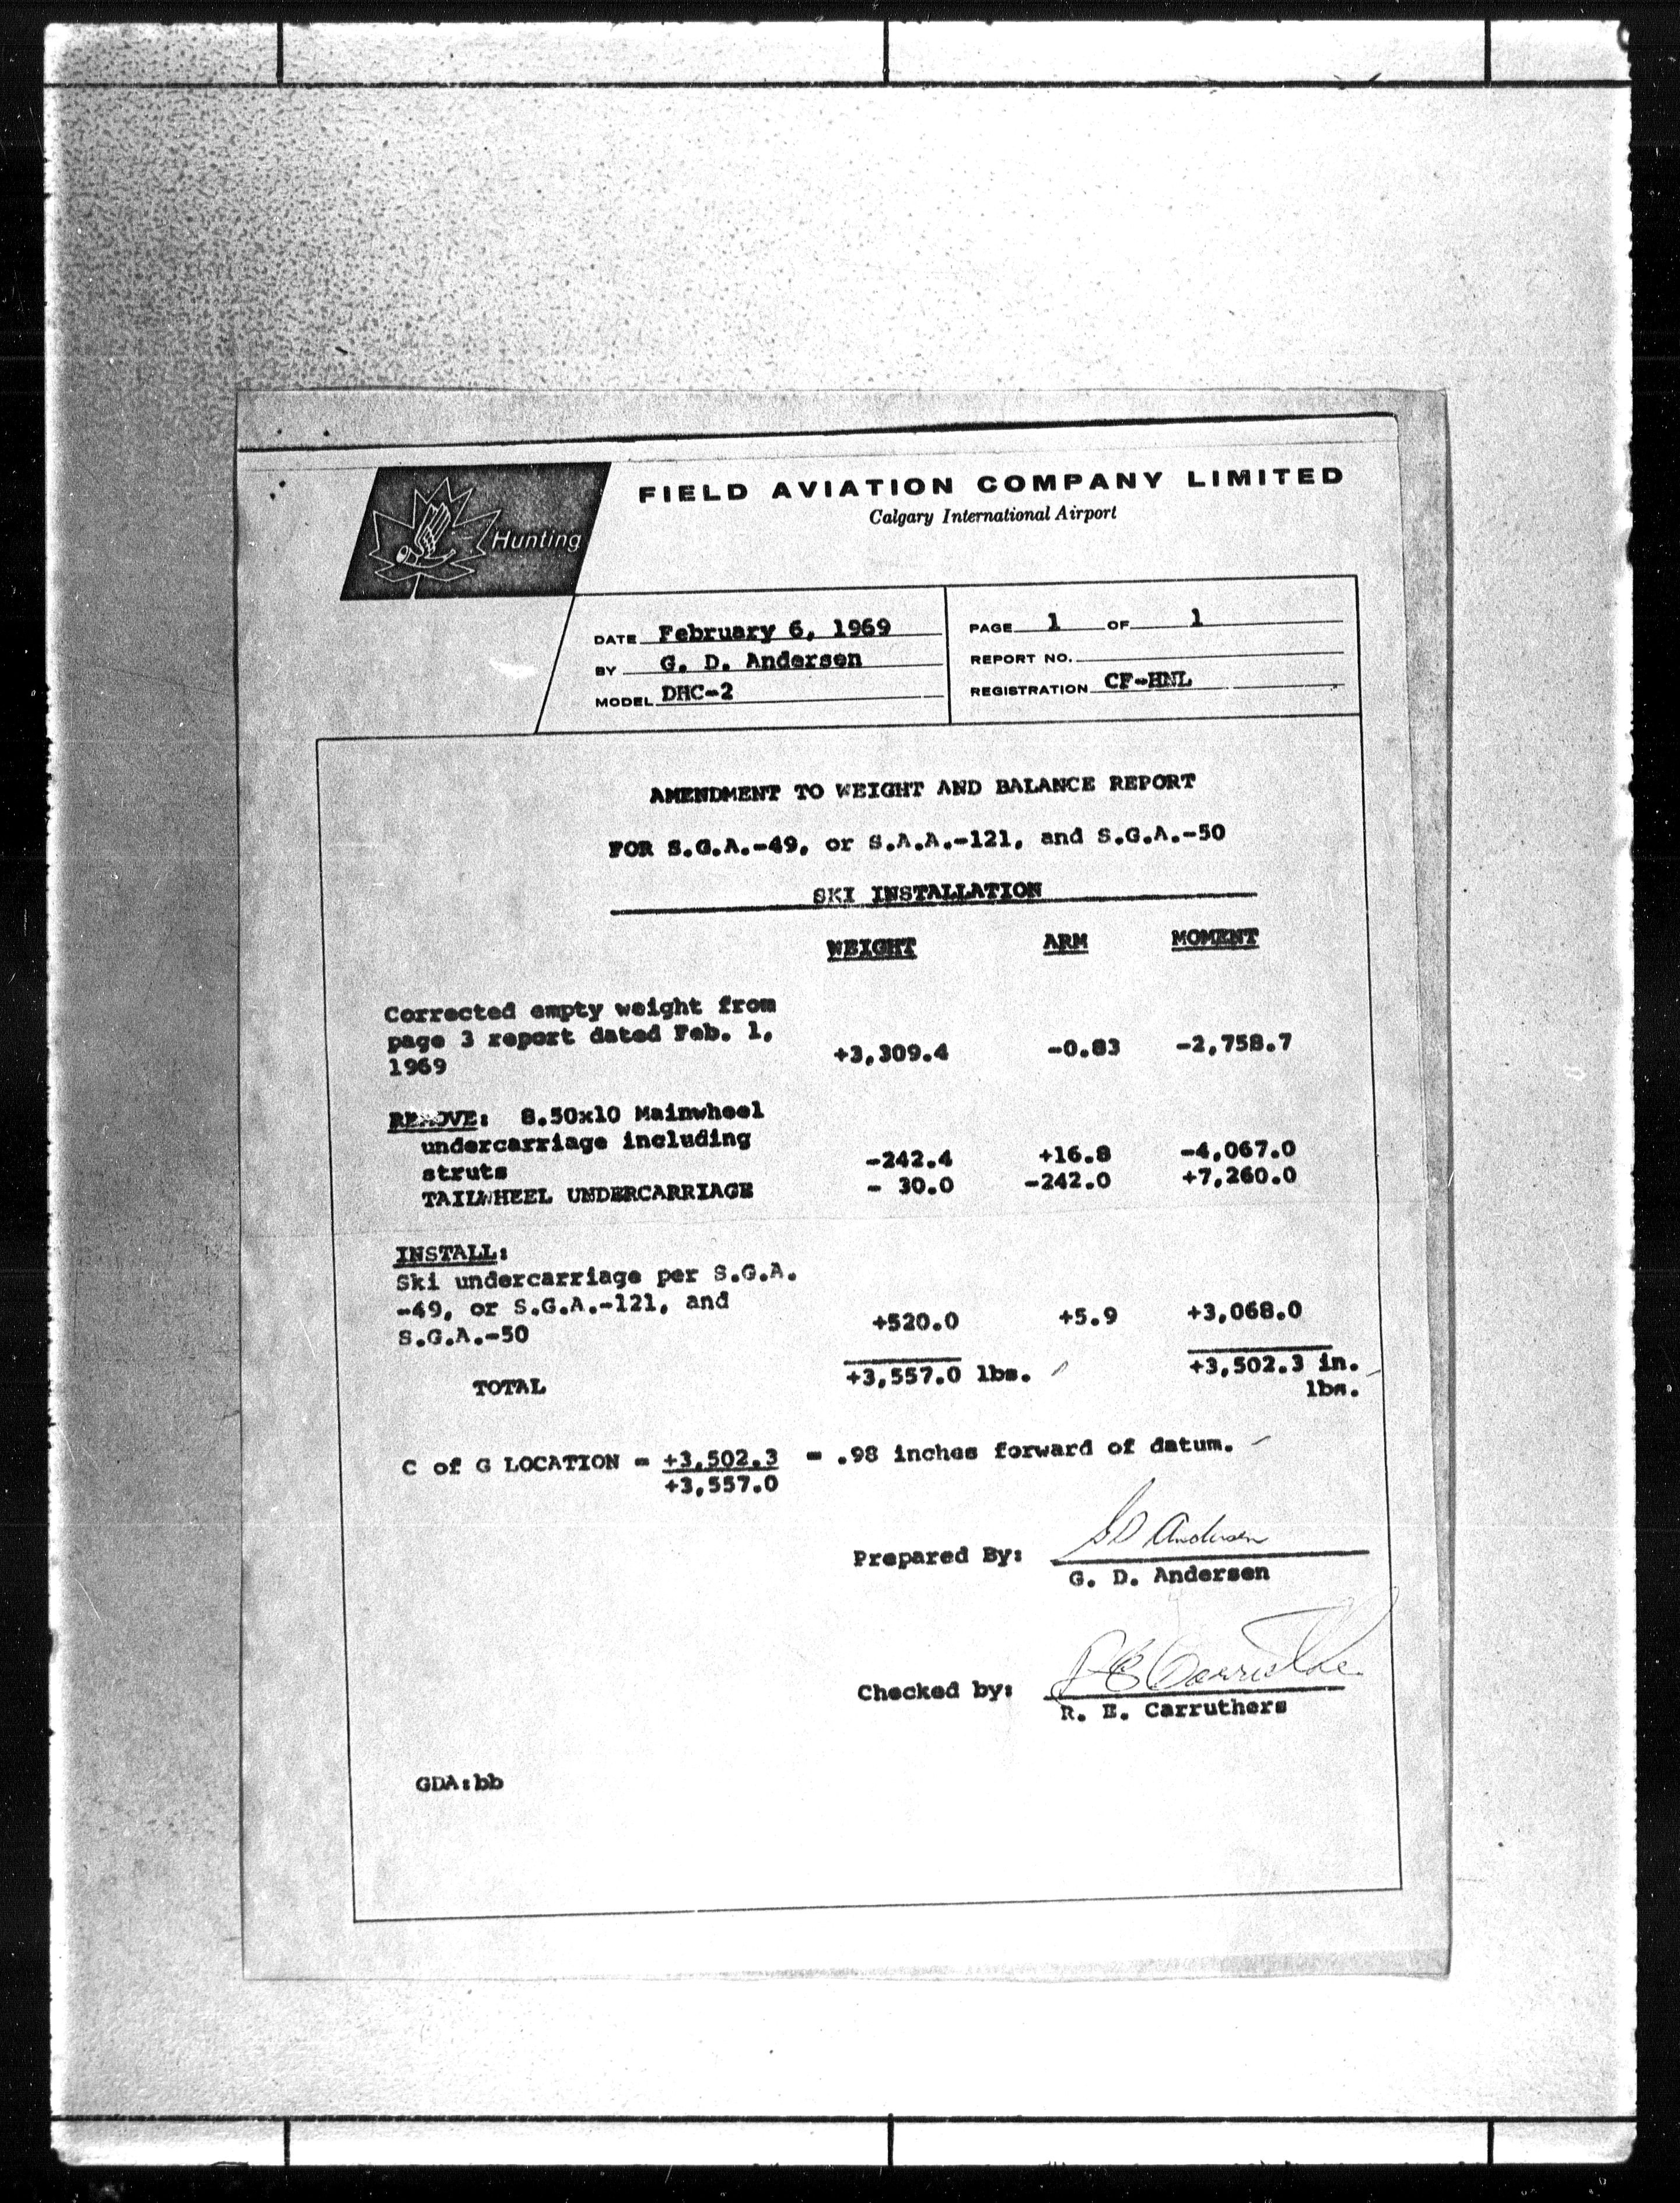 Hunting
FIELD AVIATION COMPANY LIMITED
Calgary International Airport
DATE February 6, 1969
BY G. D. Andersen
MODEL DHC-2
PAGE 1 OF 1
REPORT NO.
REGISTRATION CF-HNL
AMENDMENT TO WEIGHT AND BALANCE REPORT
FOR S.G.A.-49, or S.A.A.-121, and S.G.A.-50
SKI INSTALLATION
WEIGHT ARM MOMENT
Corrected empty weight from
page 3 report dated Feb. 1,
1969 +3,309.4 -0.83 -2,758.7
REMOVE: 8.50x10 Mainwheel
undercarriage including
struts -242.4 +16.8 -4,067.0
TAILWHEEL UNDERCARRIAGE - 30.0 -242.0 +7,260.0
INSTALL:
Ski undercarriage per S.G.A.
-49, or S.G.A.-121, and
S.G.A.-50 +520.0 +5.9 +3,068.0
TOTAL +3,557.0 lbs. +3,502.3 in.
lbs.
C of G LOCATION = +3,502.3 = .98 inches forward of datum.
+3,557.0
Prepared By: G D Andersen
G. D. Andersen
Checked by: R E Carruthers
R. E. Carruthers
GDA:bb